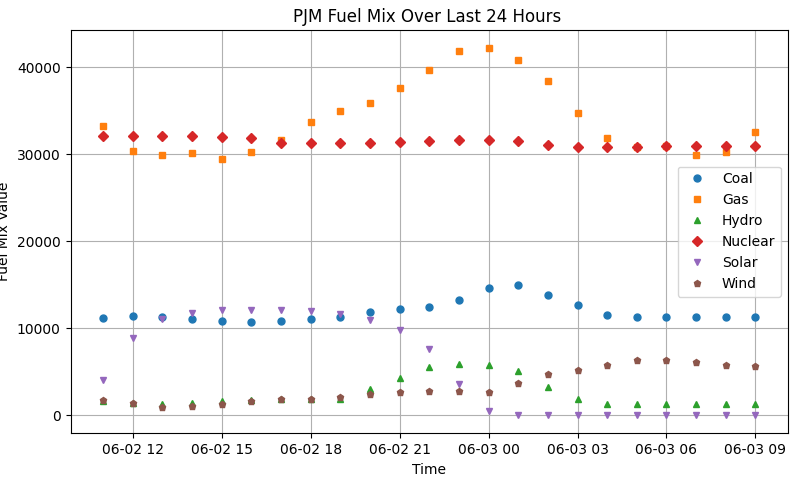 PJM Fuel Mix Over Last 24 Hours
Fuel Mix Value
40000
30000
20000
10000
0
Coal
Gas
Hydro
Nuclear
Solar
Wind
06-02 12
06-02 15
06-02 18
06-02 21
06-03 00
06-03 03
06-03 06
06-03 09
Time